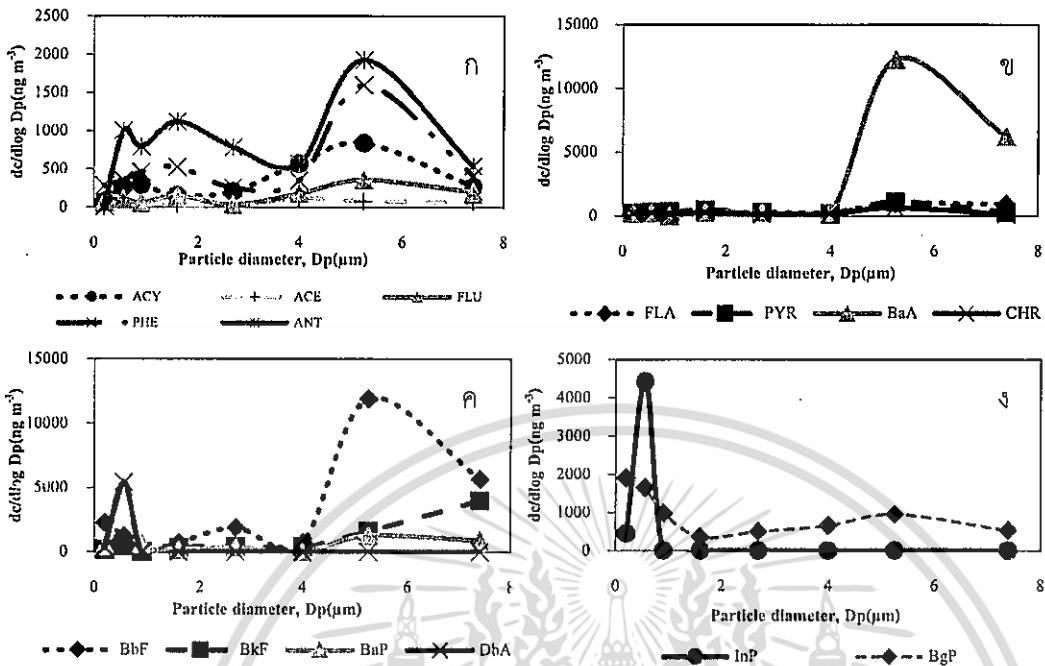 2500
2000
1500
1000
500
0
dc/dlog Dp(ng m⁻³)
ก
0 2 4 6 8
Particle diameter, Dp(µm)
ACY ACE FLU
PHE ANT
15000
10000
5000
0
dc/dlog Dp(ng m⁻³)
ข
0 2 4 6 8
Particle diameter, Dp(µm)
FLA PYR BaA CHR
15000
10000
5000
0
dc/dlog Dp(ng m⁻³)
ค
0 2 4 6 8
Particle diameter, Dp(µm)
BbF BkF BaP DbA
5000
4000
3000
2000
1000
0
dc/dlog Dp(ng m⁻³)
ง
0 2 4 6 8
Particle diameter, Dp(µm)
InP BgP